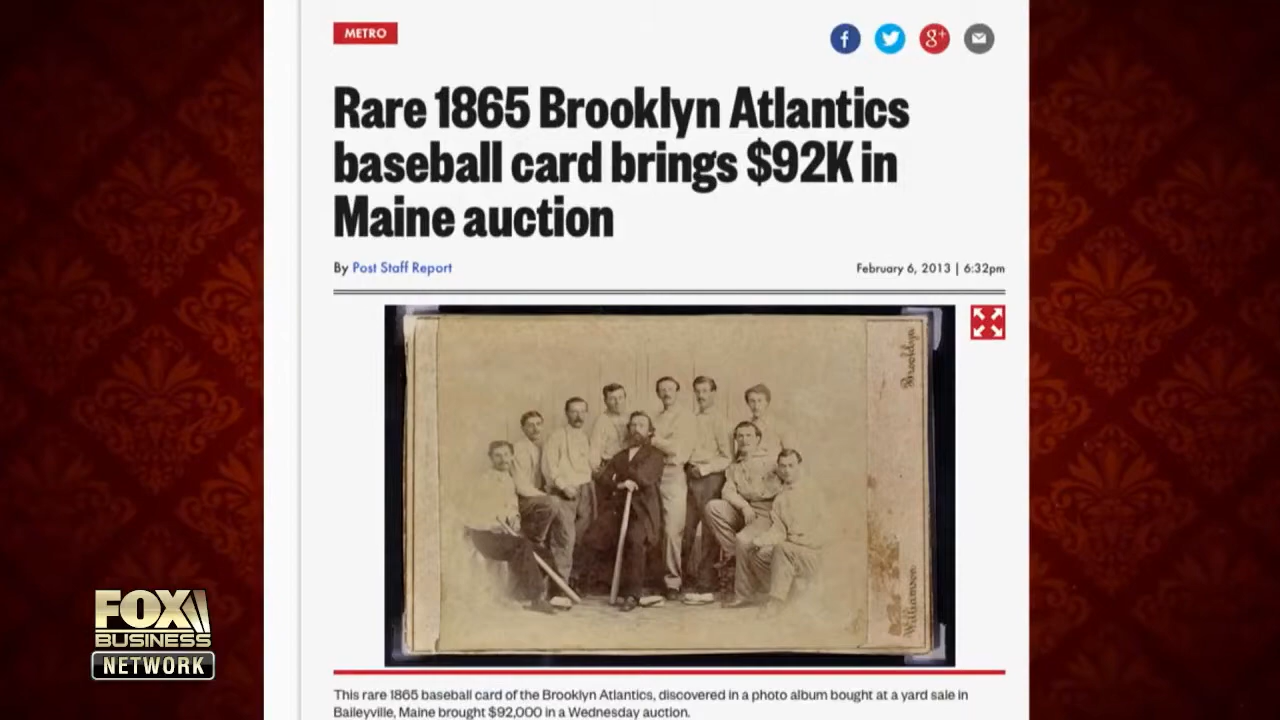 METRO
f
g+
Rare 1865 Brooklyn Atlantics
baseball card brings $92K in
Maine auction
By Post Staff Report
February 6, 2013 | 6:32pm
Brooklyn
Williamson
This rare 1865 baseball card of the Brooklyn Atlantics, discovered in a photo album bought at a yard sale in
Baileyville, Maine brought $92,000 in a Wednesday auction.
FOX
BUSINESS
NETWORK